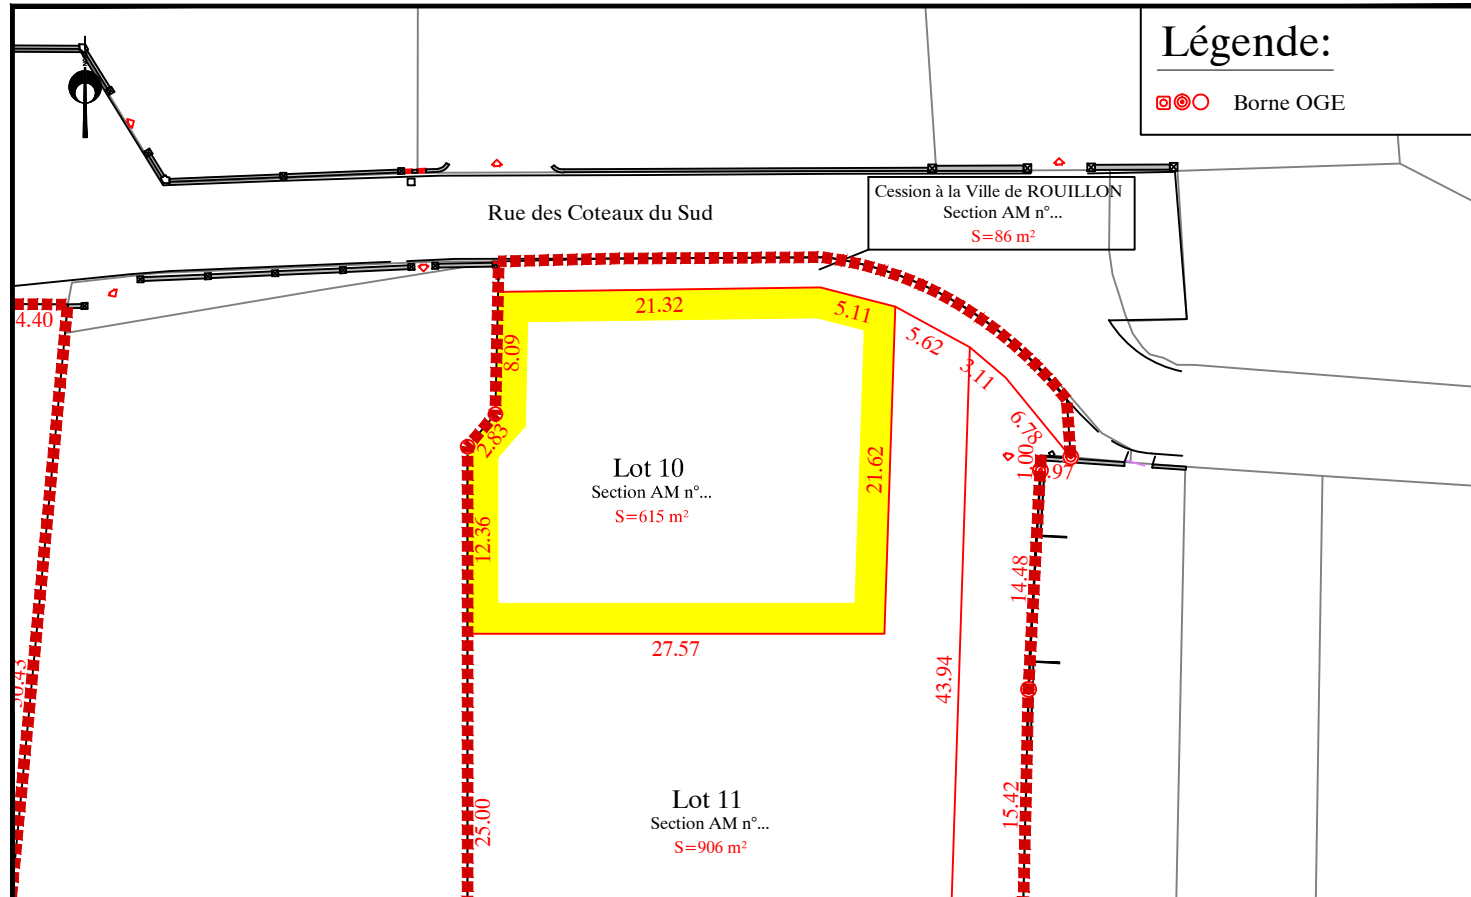 Légende:
Borne OGE
Cession à la Ville de ROUILLON
Section AM n°...
S=86 m²
Rue des Coteaux du Sud
4.40
21.32
5.11
5.62
3.11
6.78
8.09
2.83
1.00
12.36
Lot 10
Section AM n°...
S=615 m²
21.62
14.48
27.57
43.94
25.00
Lot 11
Section AM n°...
S=906 m²
15.42